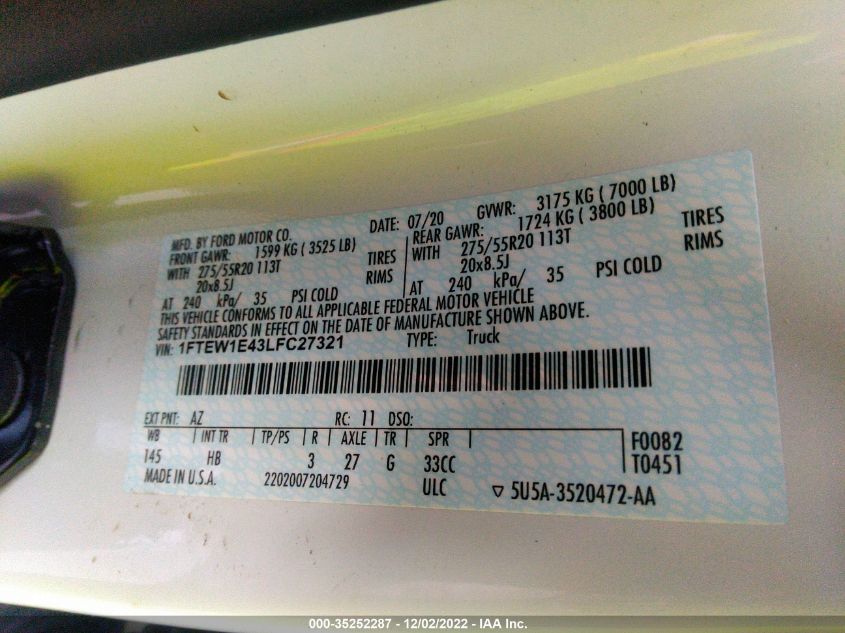 MFD. BY FORD MOTOR CO. DATE: 07/20 GVWR: 3175 KG ( 7000 LB)
FRONT GAWR: 1599 KG ( 3525 LB) REAR GAWR: 1724 KG ( 3800 LB)
WITH 275/55R20 113T TIRES WITH 275/55R20 113T TIRES
20x8.5J RIMS 20x8.5J RIMS
AT 240 kPa/ 35 PSI COLD AT 240 kPa/ 35 PSI COLD
THIS VEHICLE CONFORMS TO ALL APPLICABLE FEDERAL MOTOR VEHICLE
SAFETY STANDARDS IN EFFECT ON THE DATE OF MANUFACTURE SHOWN ABOVE.
VIN: 1FTEW1E43LFC27321 TYPE: Truck
EXT PNT: AZ RC: 11 DSO:
WB INT TR TP/PS R AXLE TR SPR F0082
145 HB 3 27 G 33CC T0451
MADE IN U.S.A. 2202007204729 ULC ▽ 5U5A-3520472-AA
000-35252287 - 12/02/2022 - IAA Inc.